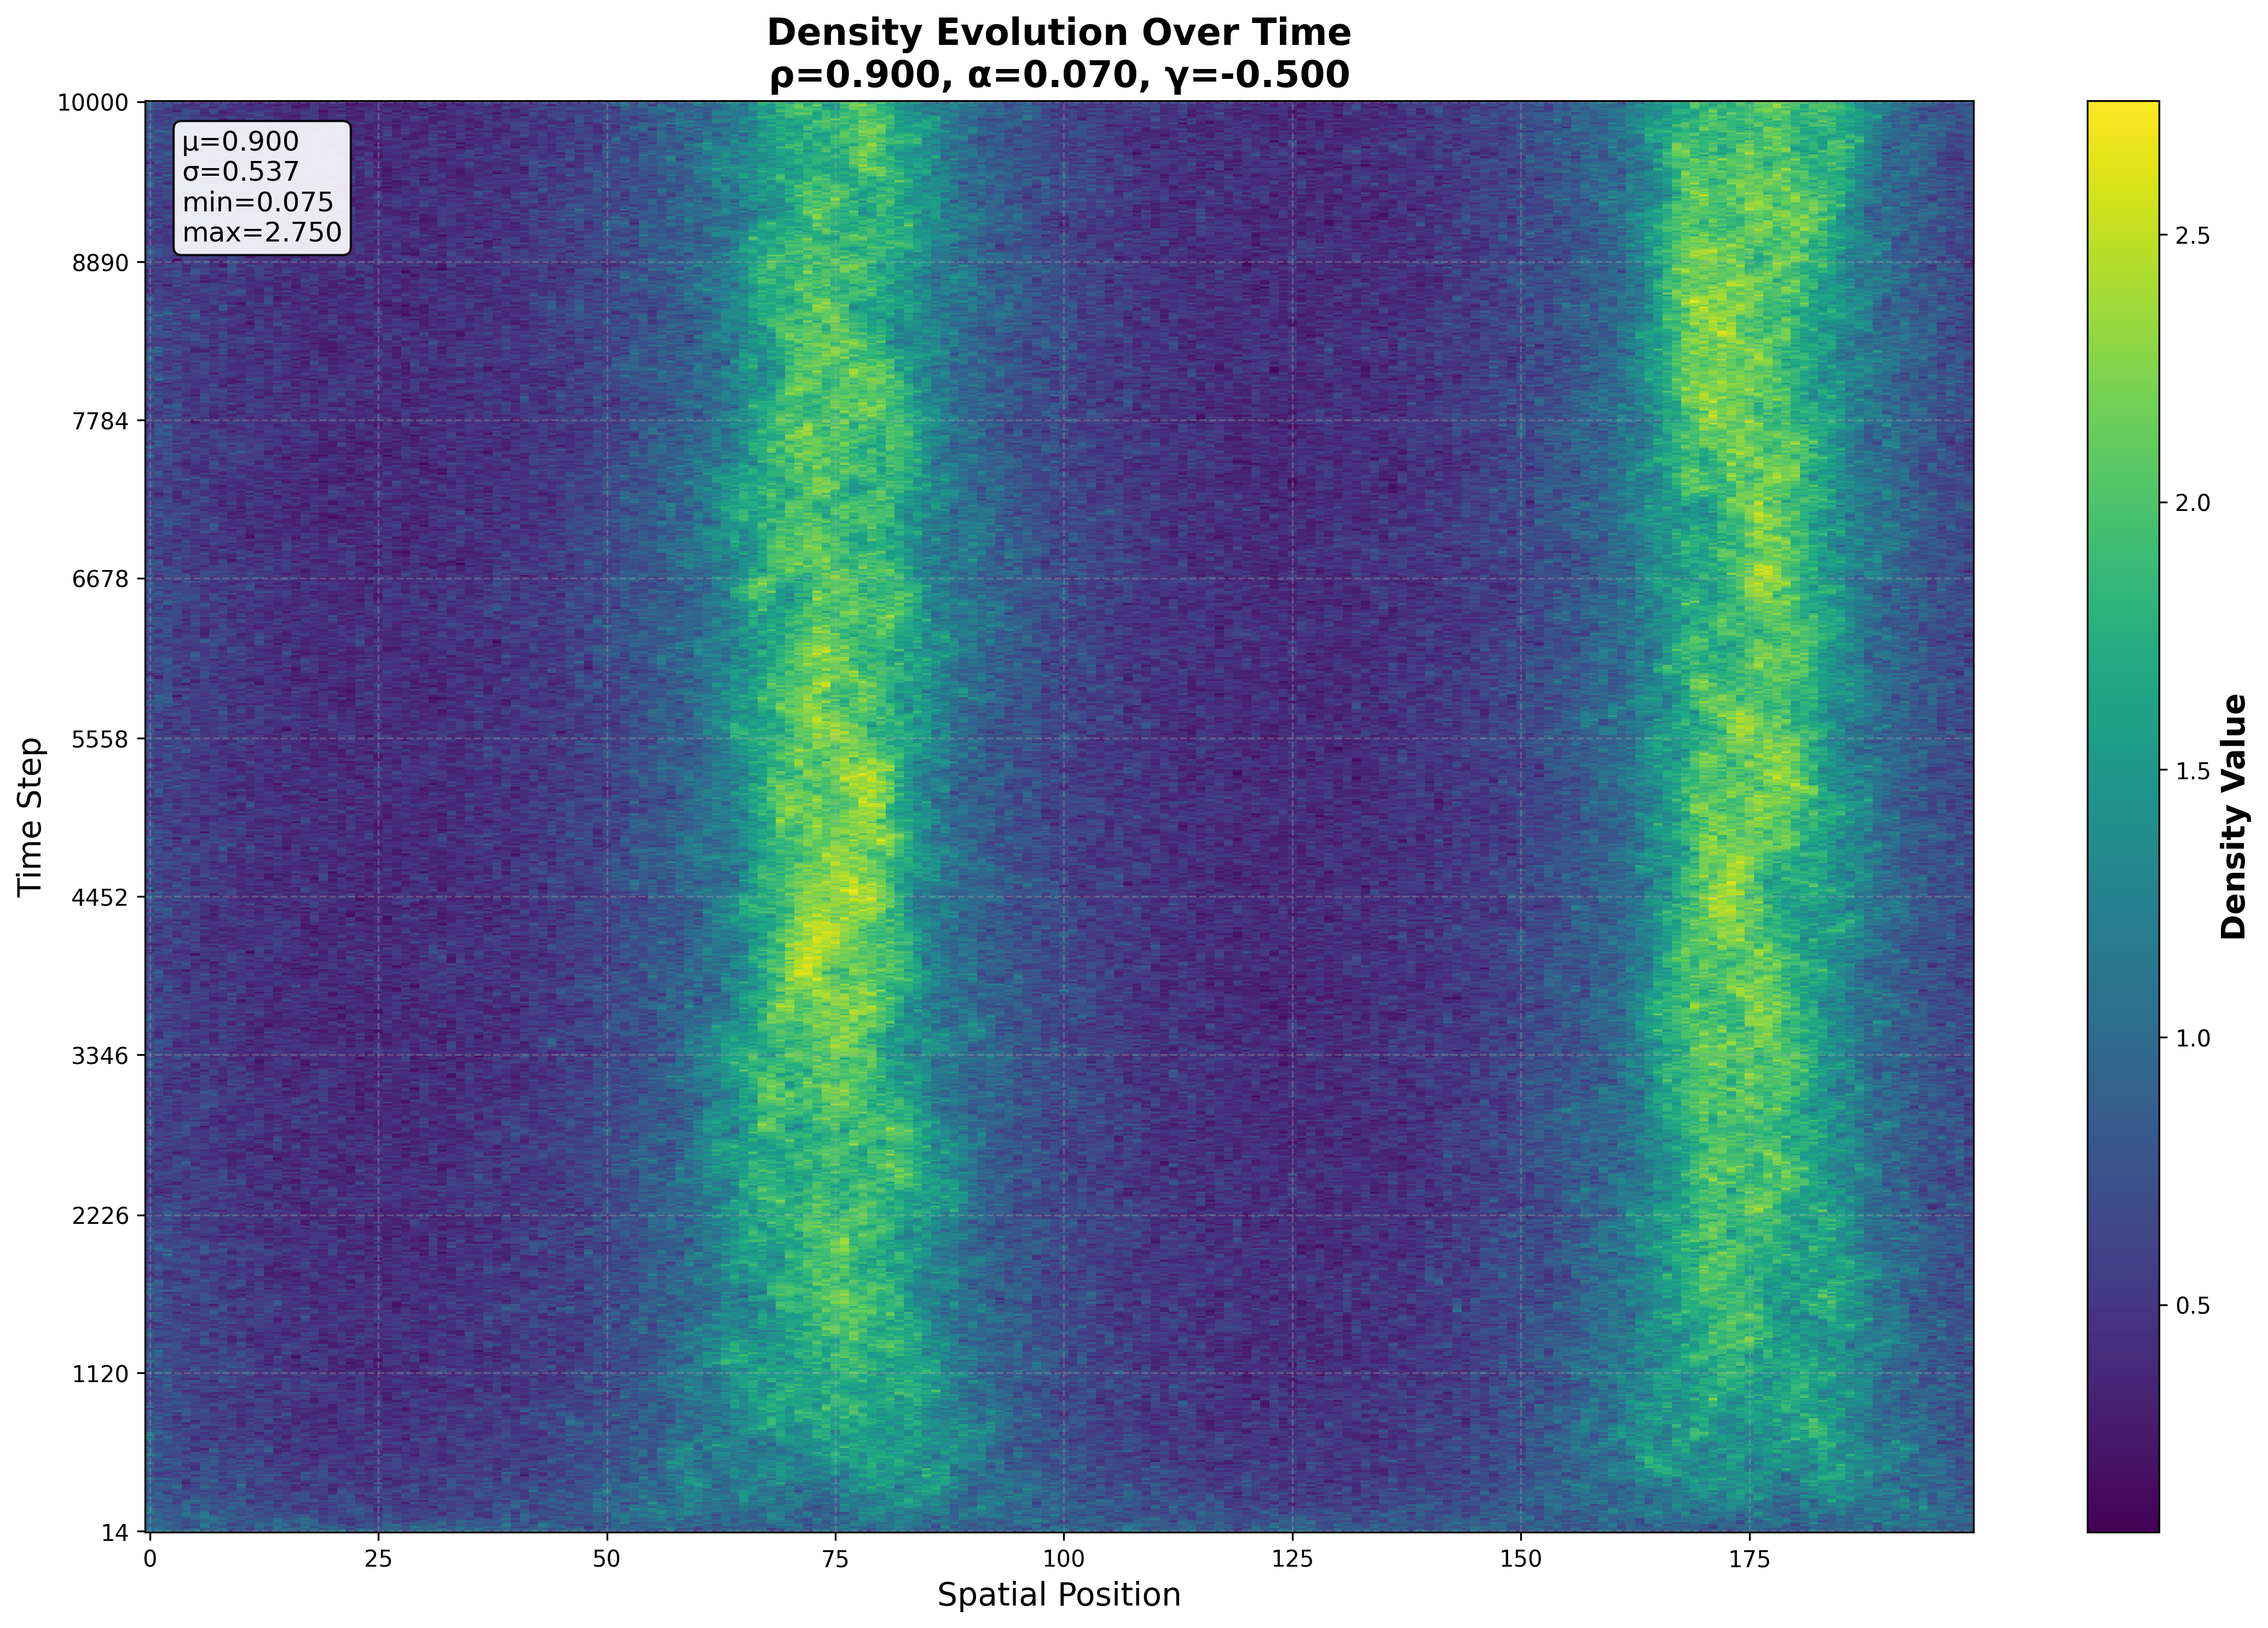 Density Evolution Over Time
ρ=0.900, α=0.070, γ=-0.500
μ=0.900
σ=0.537
min=0.075
max=2.750
10000
8890
7784
6678
5558
4452
3346
2226
1120
14
Time Step
0
25
50
75
100
125
150
175
Spatial Position
2.5
2.0
1.5
1.0
0.5
Density Value